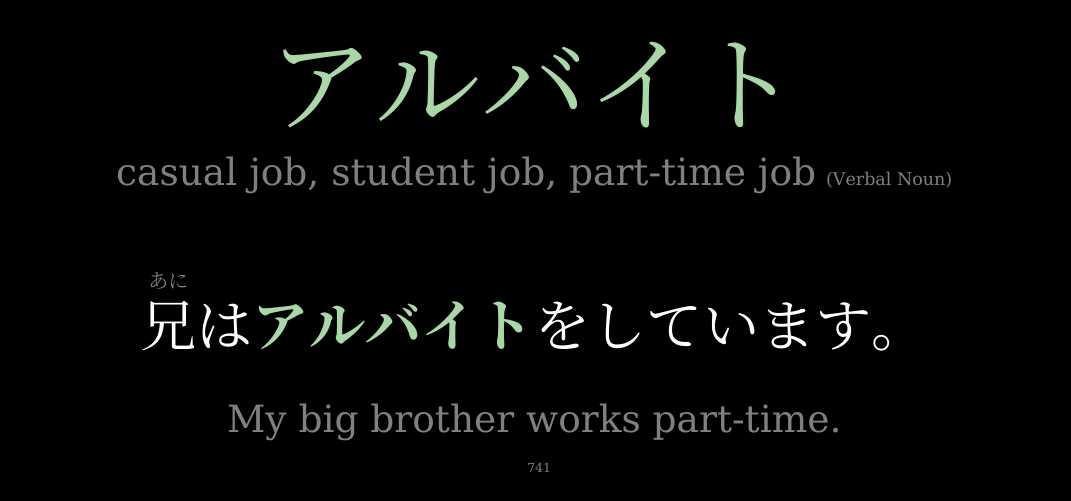 アルバイト
casual job, student job, part-time job (Verbal Noun)
あに
兄はアルバイトをしています。
My big brother works part-time.
741